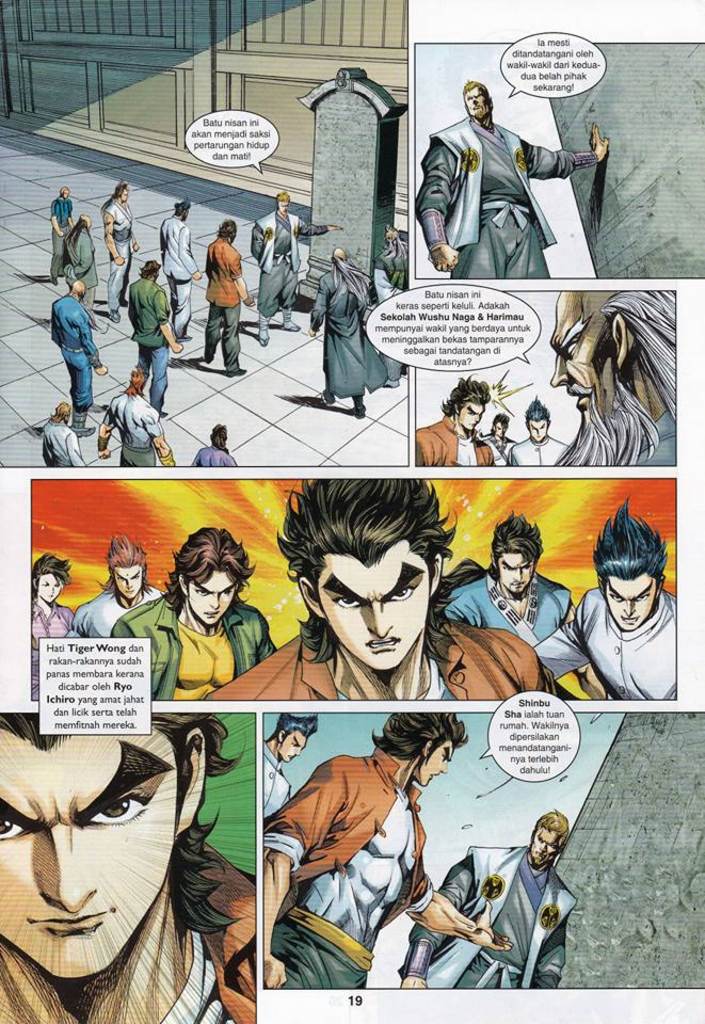 Batu nisan ini
akan menjadi saksi
pertarungan hidup
dan mati!
Ia mesti
ditandatangani oleh
wakil-wakil dari kedua-
dua belah pihak
sekarang!
Batu nisan ini
keras seperti keluli. Adakah
Sekolah Wushu Naga & Harimau
mempunyai wakil yang berdaya untuk
meninggalkan bekas tamparannya
sebagai tandatangan di
atasnya?
Hati Tiger Wong dan
rakan-rakannya sudah
panas membara kerana
dicabar oleh Ryo
Ichiro yang amat jahat
dan licik serta telah
memfitnah mereka.
Shinbu
Sha ialah tuan
rumah. Wakilnya
dipersilakan
menandatangani-
nya terlebih
dahulu!
19